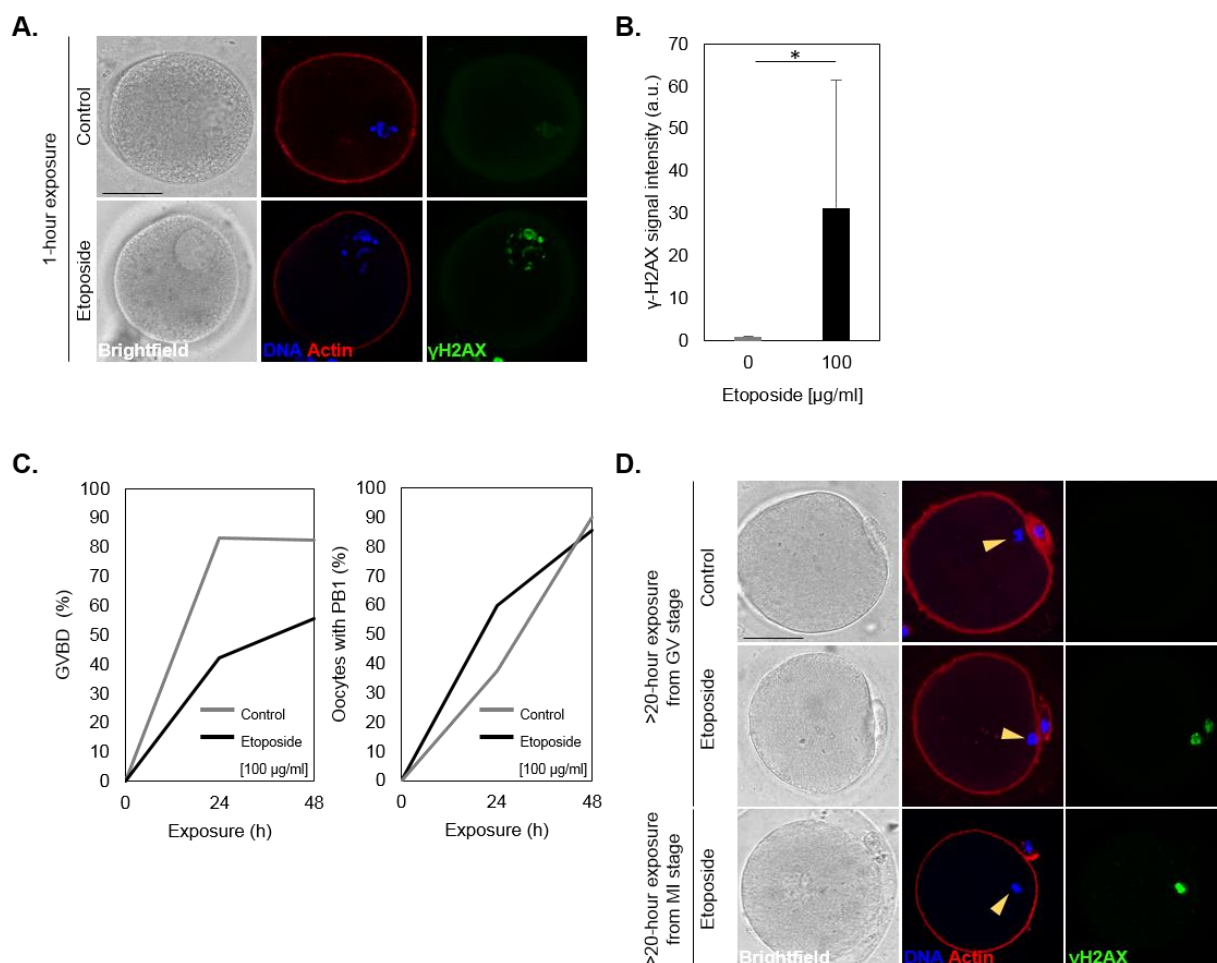 A.
1-hour exposure
Control
Etoposide
Brightfield
DNA Actin
γH2AX
B.
γ-H2AX signal intensity (a.u.)
70
60
50
40
30
20
10
0
*
0 100
Etoposide [µg/ml]
C.
GVBD (%)
100
90
80
70
60
50
40
30
20
10
0
Control
Etoposide
[100 µg/ml]
0 24 48
Exposure (h)
Oocytes with PB1 (%)
100
90
80
70
60
50
40
30
20
10
0
Control
Etoposide
[100 µg/ml]
0 24 48
Exposure (h)
D.
>20-hour exposure
from GV stage
Control
Etoposide
>20-hour exposure
from MI stage
Etoposide
Brightfield
DNA Actin
γH2AX